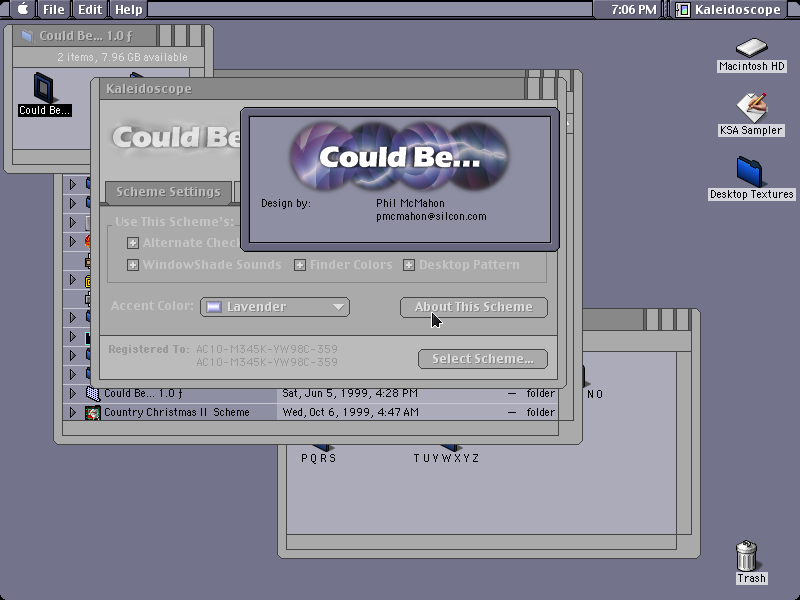 File Edit Help
7:06 PM Kaleidoscope
Could Be... 1.0 ƒ
2 items, 7.96 GB available
Could Be...
Kaleidoscope
Could Be
Scheme Settings
Use This Scheme's:
Alternate Check
WindowShade Sounds
Finder Colors
Desktop Pattern
Accent Color:
Lavender
About This Scheme
Registered To: AC10-M345K-YW98C-359
AC10-M345K-YW98C-359
Select Scheme...
Could Be...
Design by: Phil McMahon
pmcmahon@silcon.com
Could Be... 1.0 ƒ Sat, Jun 5, 1999, 4:28 PM — folder
Country Christmas II Scheme Wed, Oct 6, 1999, 4:47 AM — folder
N O
P Q R S
T U V W X Y Z
Macintosh HD
KSA Sampler
Desktop Textures
Trash